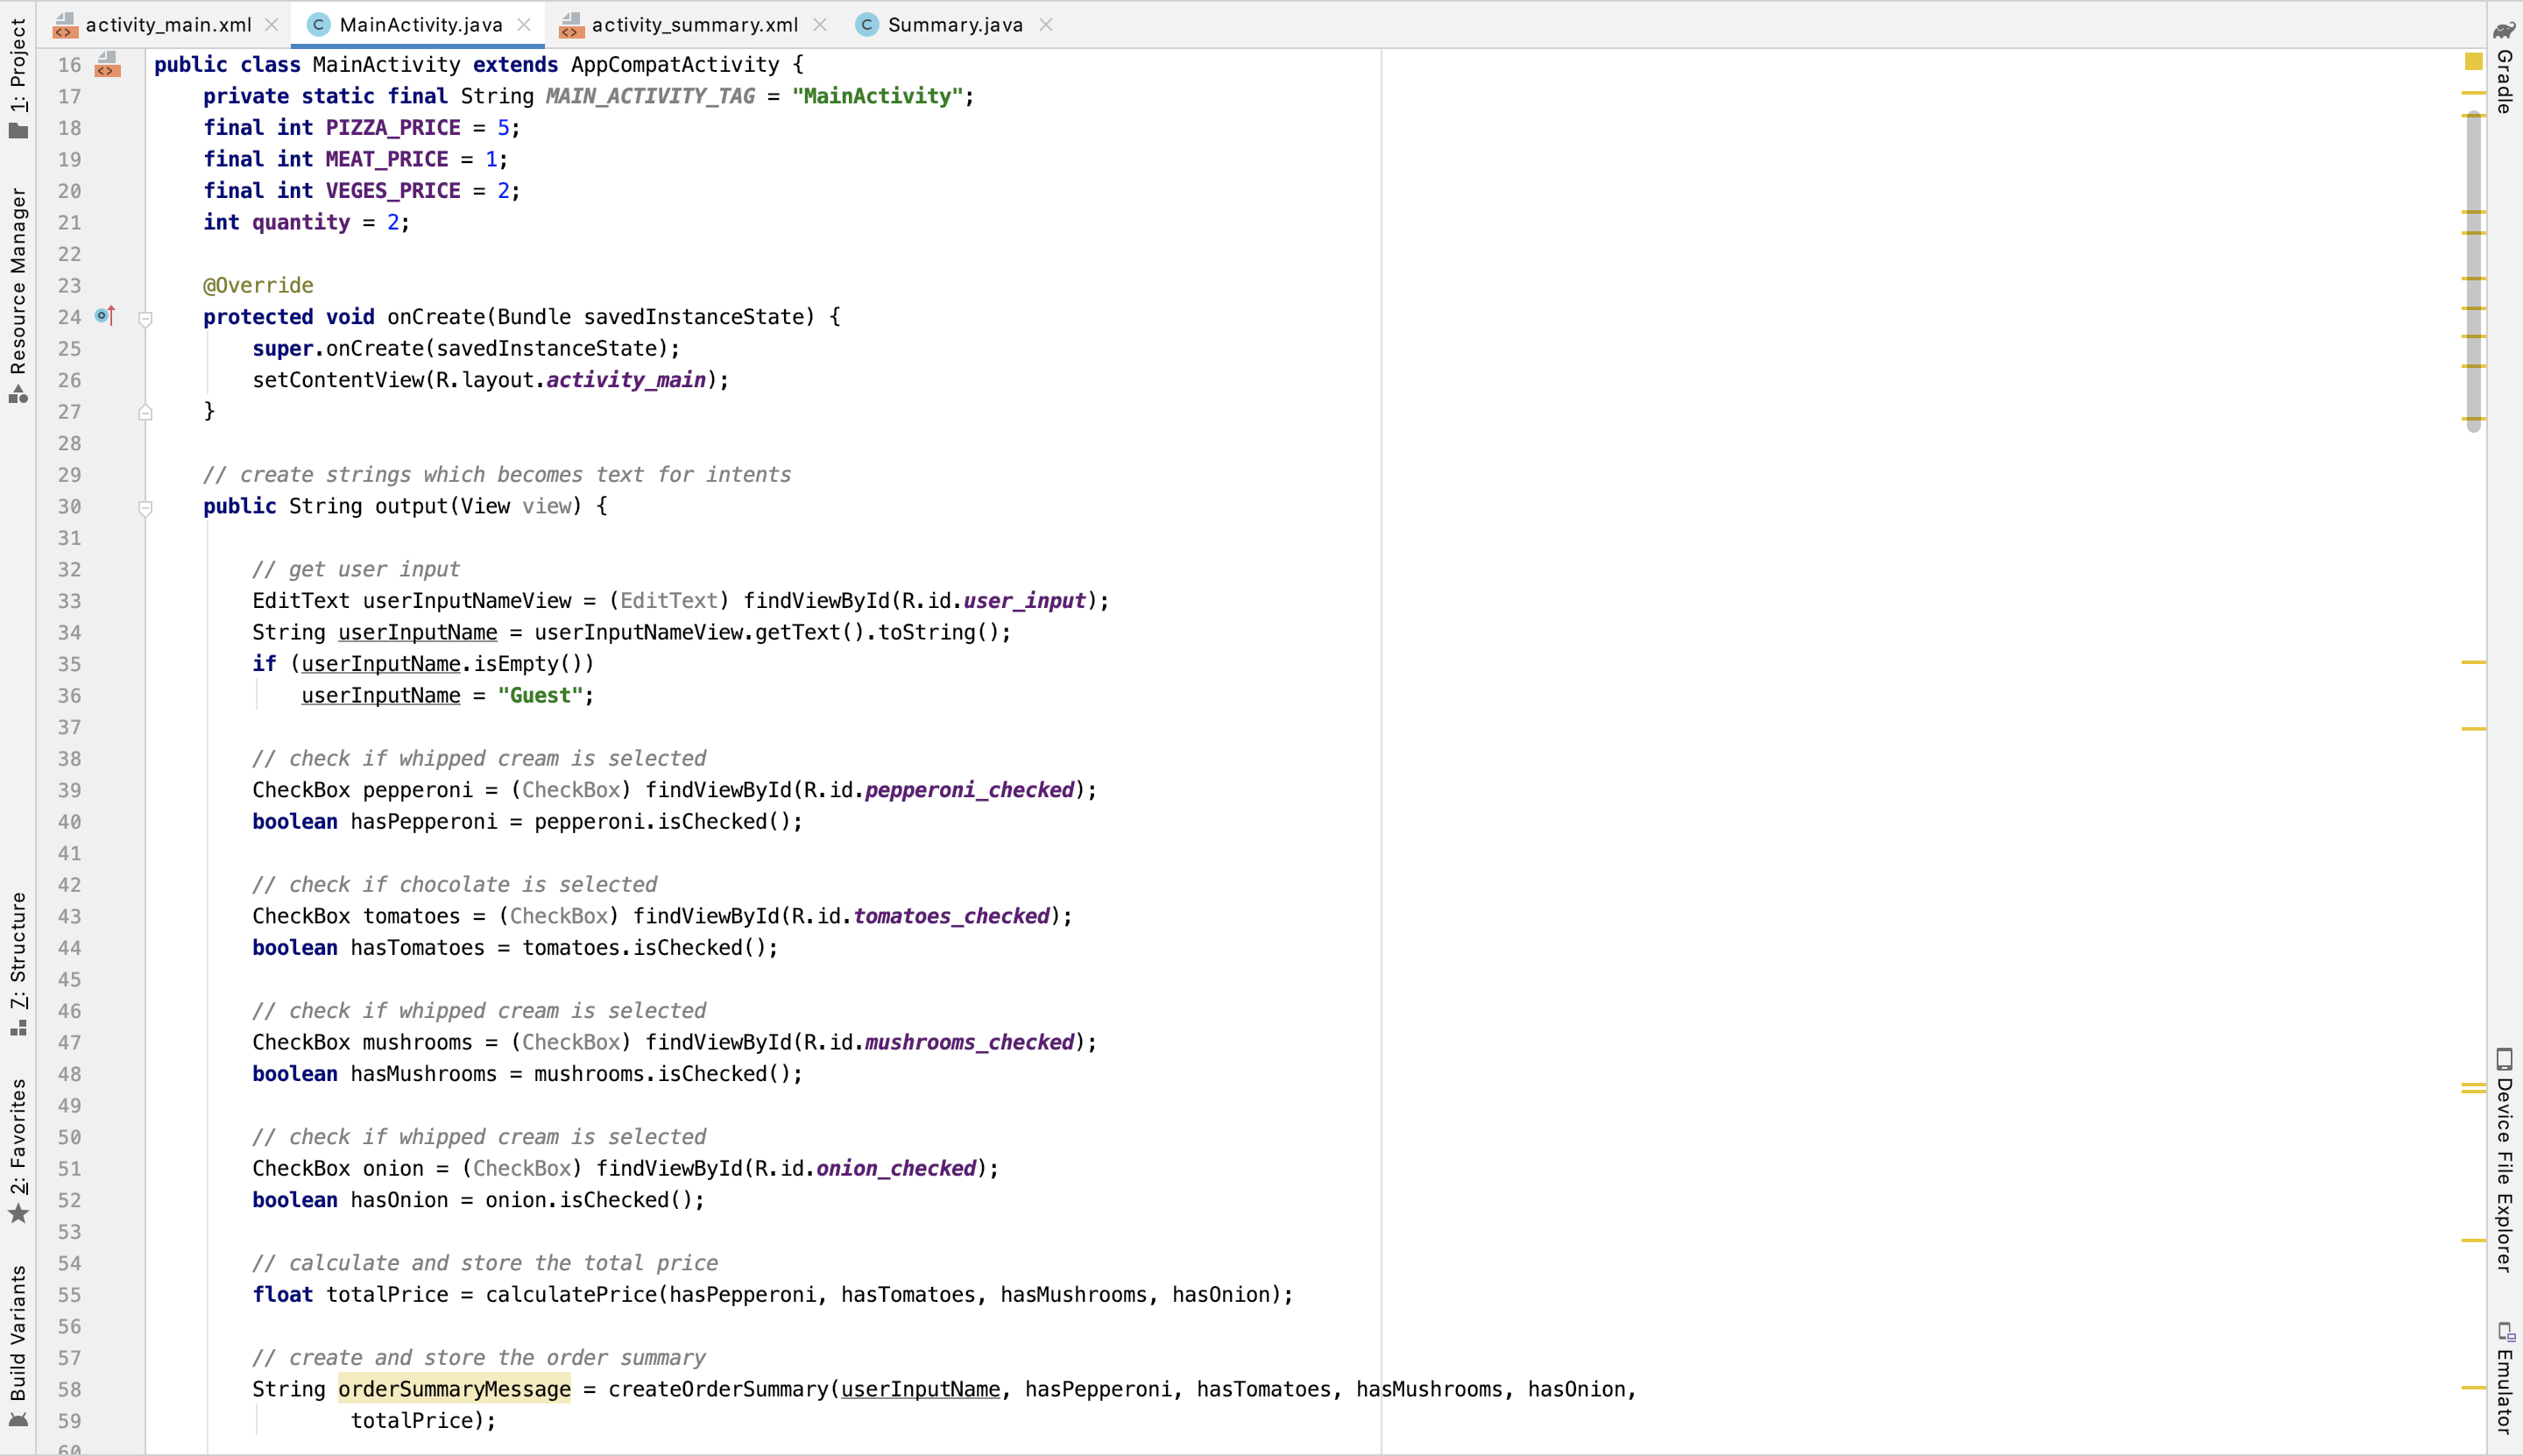 activity_main.xml MainActivity.java activity_summary.xml Summary.java
1: Project
Resource Manager
7: Structure
2: Favorites
Build Variants
16 public class MainActivity extends AppCompatActivity {
17 private static final String MAIN_ACTIVITY_TAG = "MainActivity";
18 final int PIZZA_PRICE = 5;
19 final int MEAT_PRICE = 1;
20 final int VEGES_PRICE = 2;
21 int quantity = 2;
22
23 @Override
24 protected void onCreate(Bundle savedInstanceState) {
25 super.onCreate(savedInstanceState);
26 setContentView(R.layout.activity_main);
27 }
28
29 // create strings which becomes text for intents
30 public String output(View view) {
31
32 // get user input
33 EditText userInputNameView = (EditText) findViewById(R.id.user_input);
34 String userInputName = userInputNameView.getText().toString();
35 if (userInputName.isEmpty())
36 userInputName = "Guest";
37
38 // check if whipped cream is selected
39 CheckBox pepperoni = (CheckBox) findViewById(R.id.pepperoni_checked);
40 boolean hasPepperoni = pepperoni.isChecked();
41
42 // check if chocolate is selected
43 CheckBox tomatoes = (CheckBox) findViewById(R.id.tomatoes_checked);
44 boolean hasTomatoes = tomatoes.isChecked();
45
46 // check if whipped cream is selected
47 CheckBox mushrooms = (CheckBox) findViewById(R.id.mushrooms_checked);
48 boolean hasMushrooms = mushrooms.isChecked();
49
50 // check if whipped cream is selected
51 CheckBox onion = (CheckBox) findViewById(R.id.onion_checked);
52 boolean hasOnion = onion.isChecked();
53
54 // calculate and store the total price
55 float totalPrice = calculatePrice(hasPepperoni, hasTomatoes, hasMushrooms, hasOnion);
56
57 // create and store the order summary
58 String orderSummaryMessage = createOrderSummary(userInputName, hasPepperoni, hasTomatoes, hasMushrooms, hasOnion,
59 totalPrice);
60
Gradle
Device File Explorer
Emulator